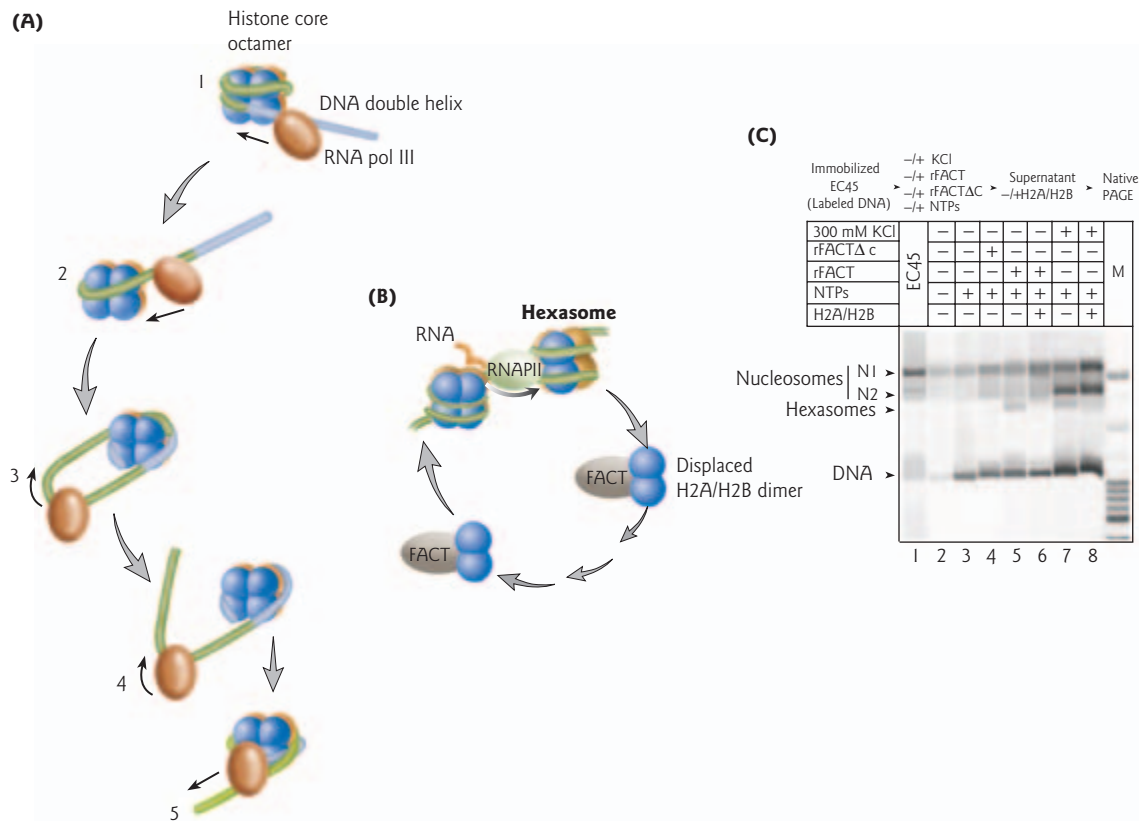 (A)
Histone core
octamer
1
DNA double helix
RNA pol III
2
3
4
5
(B)
Hexasome
RNA
RNAPII
FACT
Displaced
H2A/H2B dimer
FACT
(C)
Immobilized
EC45
(Labeled DNA)
−/+ KCl
−/+ rFACT
−/+ rFACTΔC
−/+ NTPs
Supernatant
−/+H2A/H2B
Native
PAGE
300 mM KCl EC45 − − − − − + + M
rFACTΔ c − − + − − − −
rFACT − − − + + − −
NTPs − + + + + + +
H2A/H2B − − − − + − +
Nucleosomes N1
N2
Hexasomes
DNA
1 2 3 4 5 6 7 8